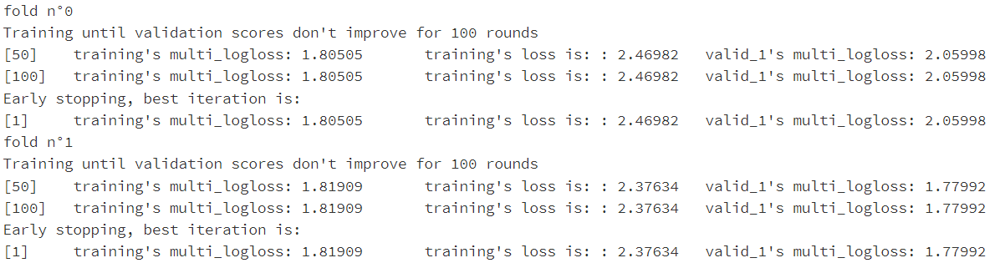 fold n°0
Training until validation scores don't improve for 100 rounds
[50]    training's multi_logloss: 1.80505       training's loss is: : 2.46982   valid_1's multi_logloss: 2.05998
[100]   training's multi_logloss: 1.80505       training's loss is: : 2.46982   valid_1's multi_logloss: 2.05998
Early stopping, best iteration is:
[1]     training's multi_logloss: 1.80505       training's loss is: : 2.46982   valid_1's multi_logloss: 2.05998
fold n°1
Training until validation scores don't improve for 100 rounds
[50]    training's multi_logloss: 1.81909       training's loss is: : 2.37634   valid_1's multi_logloss: 1.77992
[100]   training's multi_logloss: 1.81909       training's loss is: : 2.37634   valid_1's multi_logloss: 1.77992
Early stopping, best iteration is:
[1]     training's multi_logloss: 1.81909       training's loss is: : 2.37634   valid_1's multi_logloss: 1.77992